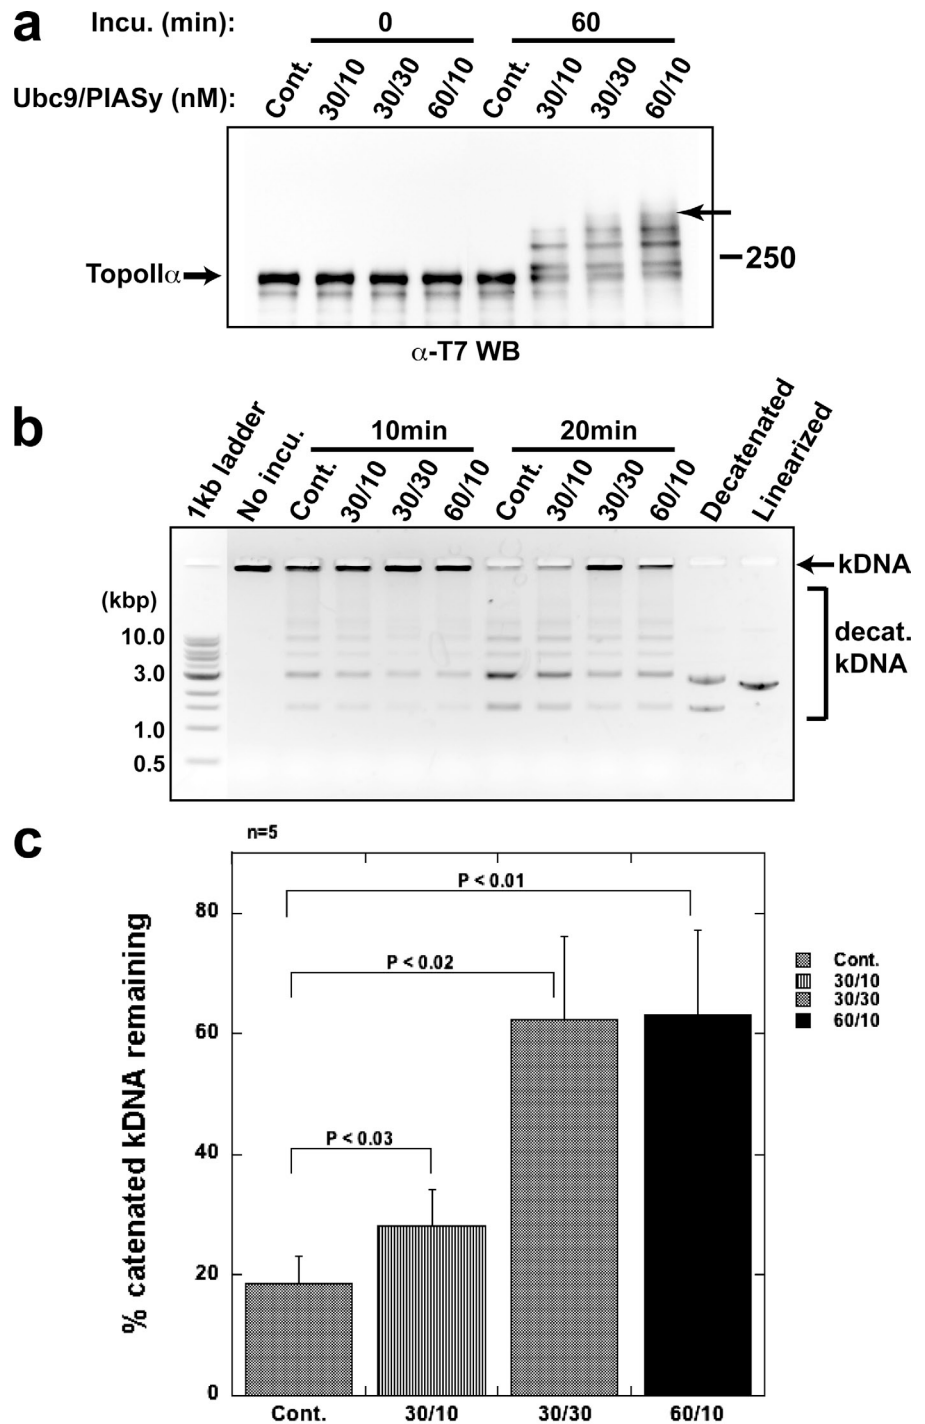 a
Incu. (min): 0 60
Ubc9/PIASy (nM): Cont. 30/10 30/30 60/10 Cont. 30/10 30/30 60/10
TopoIIα
250
α-T7 WB
b
10min 20min
1kb ladder No incu. Cont. 30/10 30/30 60/10 Cont. 30/10 30/30 60/10 Decatenated Linearized
kDNA
(kbp)
10.0
3.0
1.0
0.5
decat.
kDNA
c
n=5
P < 0.01
P < 0.02
P < 0.03
% catenated kDNA remaining
80
60
40
20
0
Cont. 30/10 30/30 60/10
Cont.
30/10
30/30
60/10